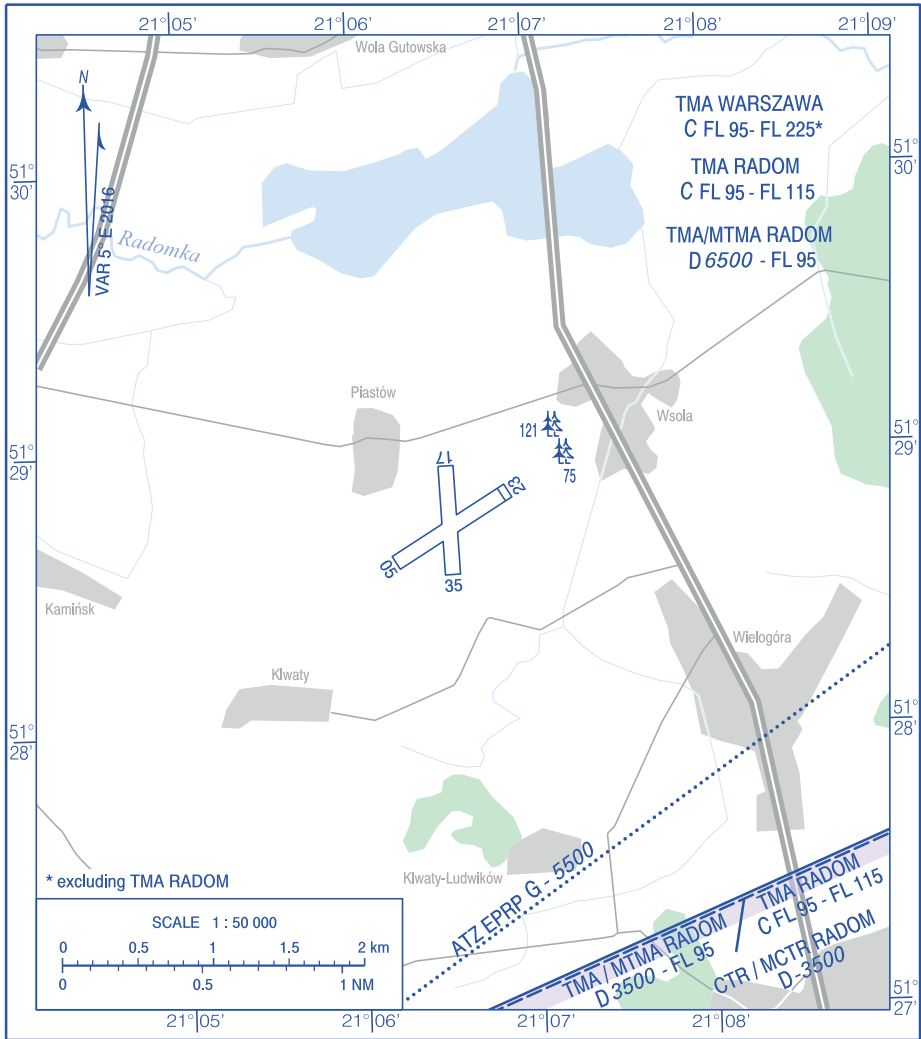 21°05' 21°06' 21°07' 21°08' 21°09'
Wola Gutowska
N
VAR 5° E 2016
TMA WARSZAWA
C FL 95- FL 225*
TMA RADOM
C FL 95 - FL 115
TMA/MTMA RADOM
D 6500 - FL 95
51°
30'
51°
30'
Radomka
Piastów
Wsola
121
75
51°
29'
51°
29'
17
23
05
35
Kamińsk
Klwaty
Wielogóra
51°
28'
51°
28'
Klwaty-Ludwików
ATZ EPRP G - 5500
TMA / MTMA RADOM
D 3500 - FL 95
TMA RADOM
C FL 95 - FL 115
CTR / MCTR RADOM
D-3500
* excluding TMA RADOM
SCALE 1 : 50 000
0 0.5 1 1.5 2 km
0 0.5 1 NM
51°
27'
21°05' 21°06' 21°07' 21°08'